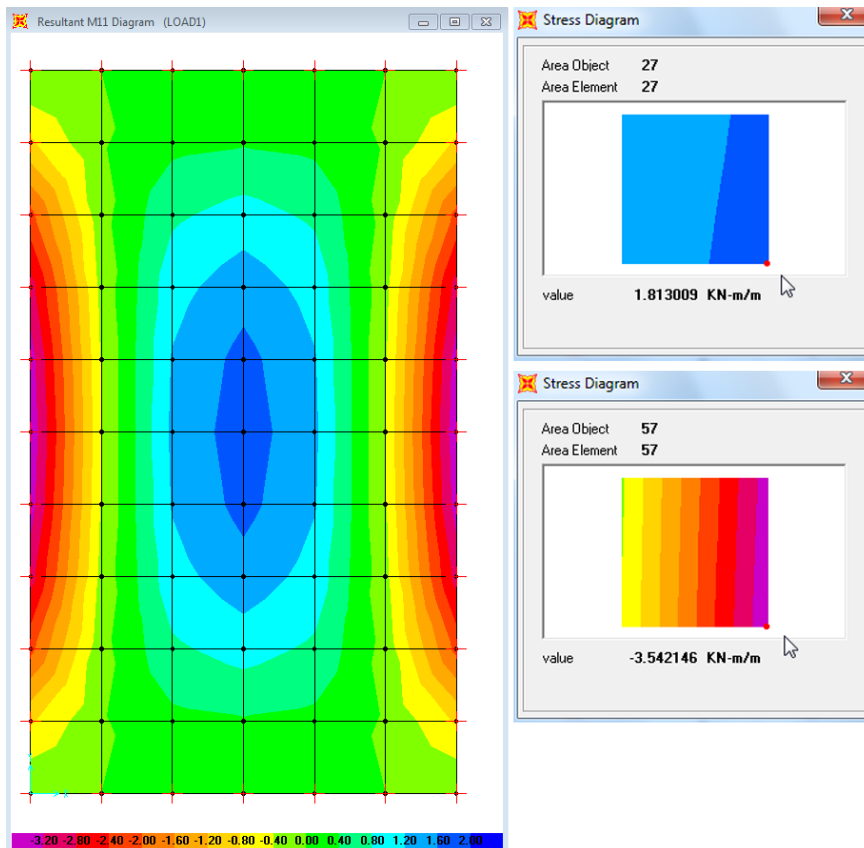 Resultant M11 Diagram (LOAD1)
-3.20 -2.80 -2.40 -2.00 -1.60 -1.20 -0.80 -0.40 0.00 0.40 0.80 1.20 1.60 2.00
Stress Diagram
Area Object 27
Area Element 27
value 1.813009 KN-m/m
Stress Diagram
Area Object 57
Area Element 57
value -3.542146 KN-m/m